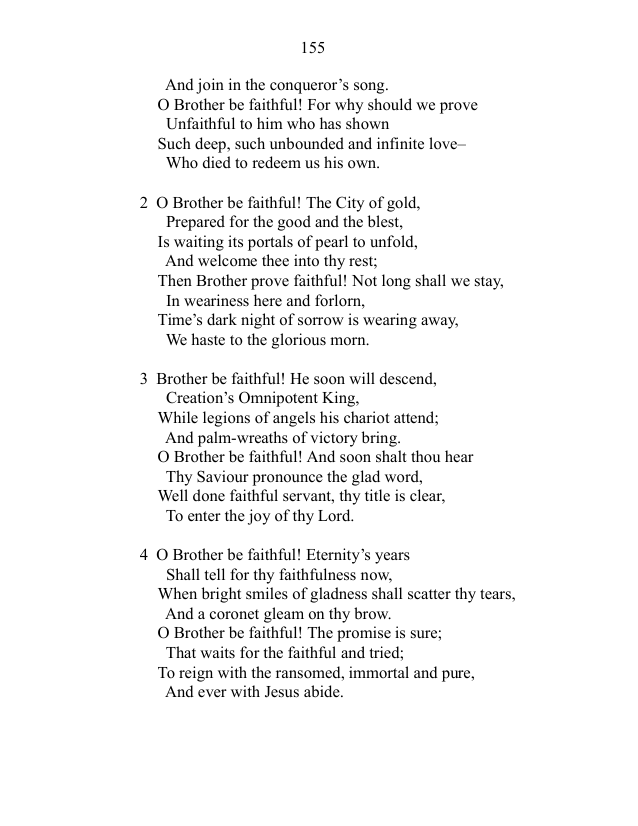 155
And join in the conqueror’s song.
O Brother be faithful! For why should we prove
Unfaithful to him who has shown
Such deep, such unbounded and infinite love–
Who died to redeem us his own.
2 O Brother be faithful! The City of gold,
Prepared for the good and the blest,
Is waiting its portals of pearl to unfold,
And welcome thee into thy rest;
Then Brother prove faithful! Not long shall we stay,
In weariness here and forlorn,
Time’s dark night of sorrow is wearing away,
We haste to the glorious morn.
3 Brother be faithful! He soon will descend,
Creation’s Omnipotent King,
While legions of angels his chariot attend;
And palm-wreaths of victory bring.
O Brother be faithful! And soon shalt thou hear
Thy Saviour pronounce the glad word,
Well done faithful servant, thy title is clear,
To enter the joy of thy Lord.
4 O Brother be faithful! Eternity’s years
Shall tell for thy faithfulness now,
When bright smiles of gladness shall scatter thy tears,
And a coronet gleam on thy brow.
O Brother be faithful! The promise is sure;
That waits for the faithful and tried;
To reign with the ransomed, immortal and pure,
And ever with Jesus abide.